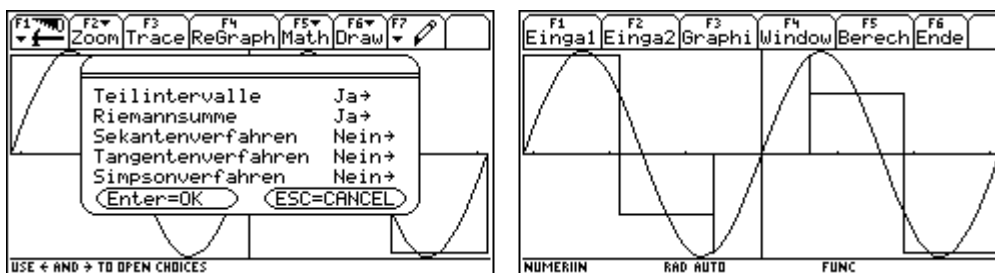 F1 F2 F3 F4 F5 F6 F7
Zoom Trace ReGraph Math Draw
Teilintervalle Ja→
Riemannsumme Ja→
Sekantenverfahren Nein→
Tangentenverfahren Nein→
Simpsonverfahren Nein→
Enter=OK ESC=CANCEL
USE ← AND → TO OPEN CHOICES
F1 F2 F3 F4 F5 F6
Einga1 Einga2 Graphi Window Berech Ende
NUMERIIN RAD AUTO FUNC